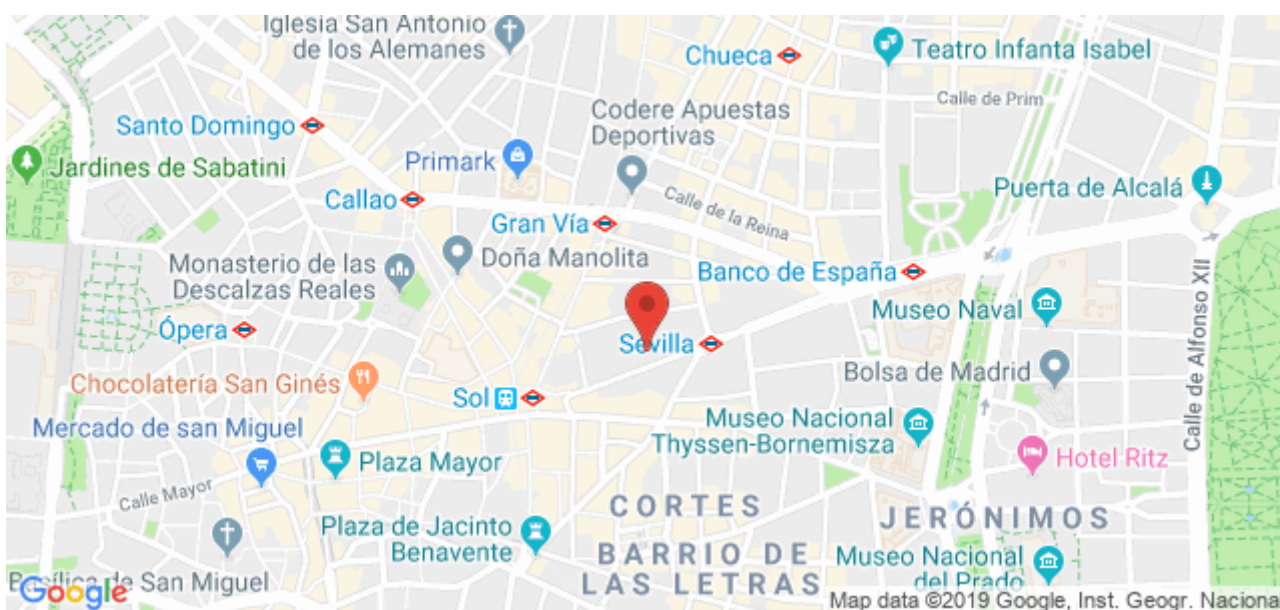 Iglesia San Antonio
de los Alemanes
Chueca
Teatro Infanta Isabel
Calle de Prim
Codere Apuestas
Deportivas
Santo Domingo
Primark
Jardines de Sabatini
Puerta de Alcalá
Callao
Calle de la Reina
Gran Vía
Doña Manolita
Monasterio de las
Descalzas Reales
Banco de España
Museo Naval
Ópera
Sevilla
Calle de Alfonso XII
Bolsa de Madrid
Chocolatería San Ginés
Sol
Mercado de san Miguel
Museo Nacional
Thyssen-Bornemisza
Plaza Mayor
Hotel Ritz
Calle Mayor
CORTES
JERÓNIMOS
Plaza de Jacinto
Benavente
BARRIO DE
LAS LETRAS
Museo Nacional
del Prado
Basílica de San Miguel
Google
Map data ©2019 Google, Inst. Geogr. Naciona